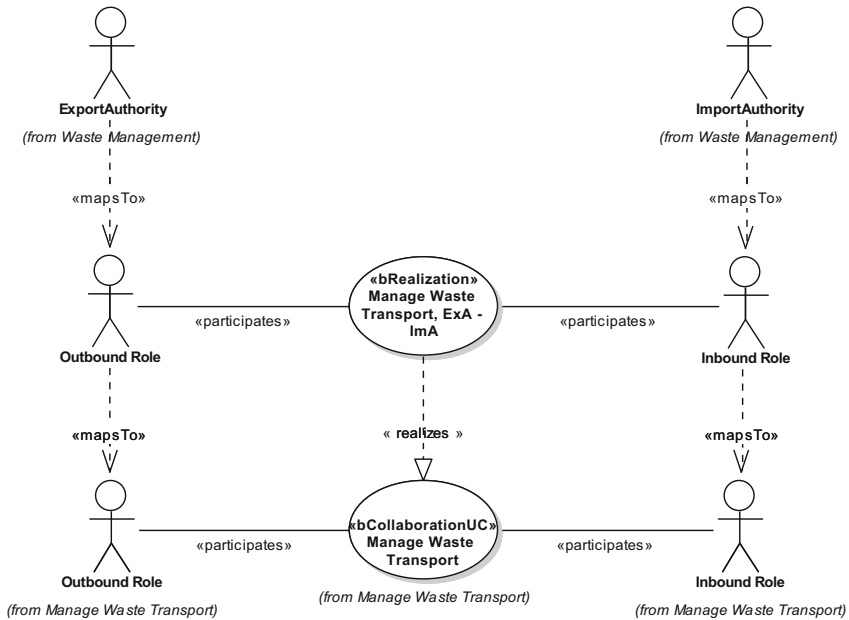 ExportAuthority
ImportAuthority
(from Waste Management)
(from Waste Management)
«mapsTo»
«mapsTo»
«bRealization»
Manage Waste
Transport, ExA -
ImA
«participates»
«participates»
Outbound Role
Inbound Role
«mapsTo»
« realizes »
«mapsTo»
«bCollaborationUC»
Manage Waste
Transport
«participates»
«participates»
Outbound Role
Inbound Role
(from Manage Waste Transport)
(from Manage Waste Transport)
(from Manage Waste Transport)